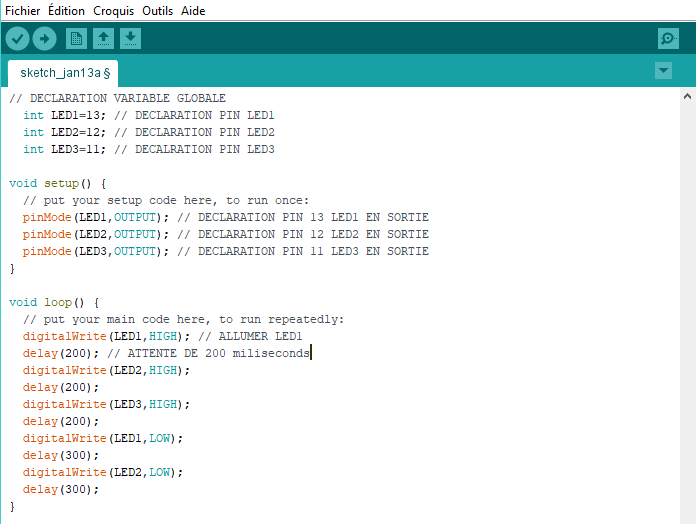 Fichier Édition Croquis Outils Aide
sketch_jan13a §
// DECLARATION VARIABLE GLOBALE
  int LED1=13; // DECLARATION PIN LED1
  int LED2=12; // DECLARATION PIN LED2
  int LED3=11; // DECALRATION PIN LED3

void setup() {
  // put your setup code here, to run once:
  pinMode(LED1,OUTPUT); // DECLARATION PIN 13 LED1 EN SORTIE
  pinMode(LED2,OUTPUT); // DECLARATION PIN 12 LED2 EN SORTIE
  pinMode(LED3,OUTPUT); // DECLARATION PIN 11 LED3 EN SORTIE
}

void loop() {
  // put your main code here, to run repeatedly:
  digitalWrite(LED1,HIGH); // ALLUMER LED1
  delay(200); // ATTENTE DE 200 miliseconds
  digitalWrite(LED2,HIGH);
  delay(200);
  digitalWrite(LED3,HIGH);
  delay(200);
  digitalWrite(LED1,LOW);
  delay(300);
  digitalWrite(LED2,LOW);
  delay(300);
}